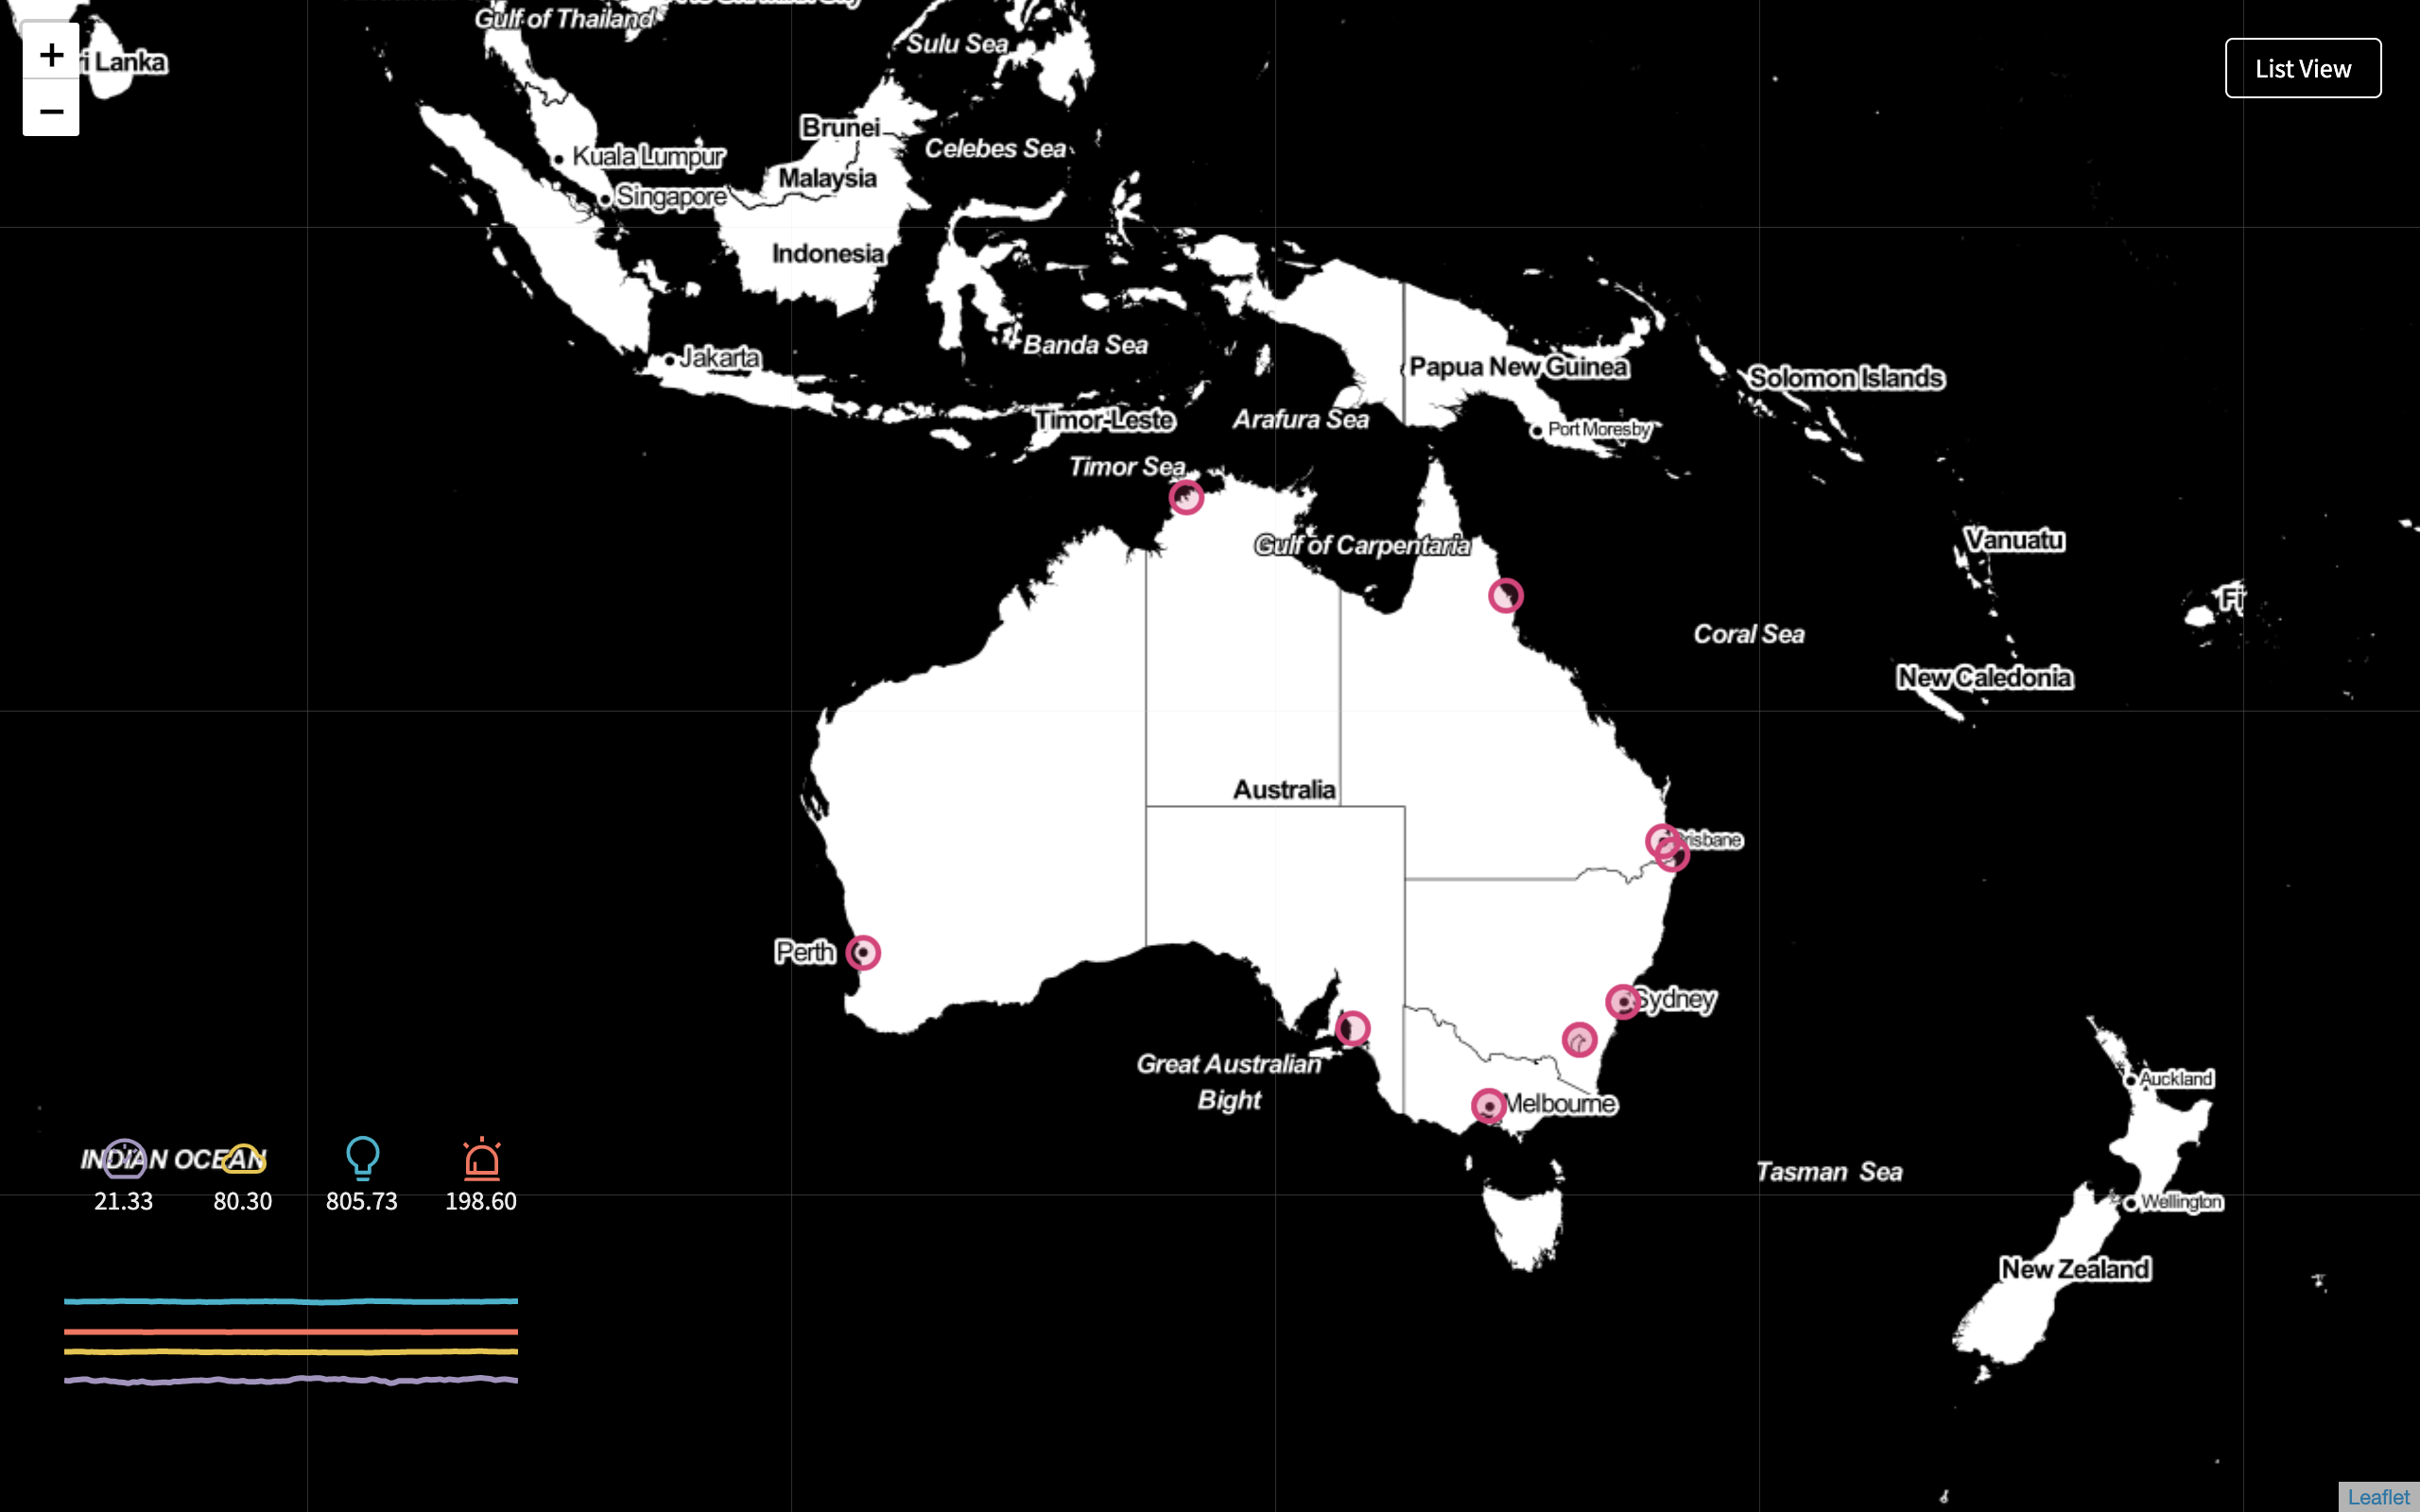 Gulf of Thailand
+
ri Lanka
Sulu Sea
List View
−
Brunei
Celebes Sea
Kuala Lumpur
Malaysia
Singapore
Indonesia
Banda Sea
Jakarta
Papua New Guinea
Solomon Islands
Timor-Leste
Arafura Sea
Port Moresby
Timor Sea
Gulf of Carpentaria
Vanuatu
Fi
Coral Sea
New Caledonia
Australia
Brisbane
Perth
Sydney
Great Australian
Bight
Melbourne
Auckland
INDIAN OCEAN
Tasman Sea
21.33 80.30 805.73 198.60
Wellington
New Zealand
Leaflet